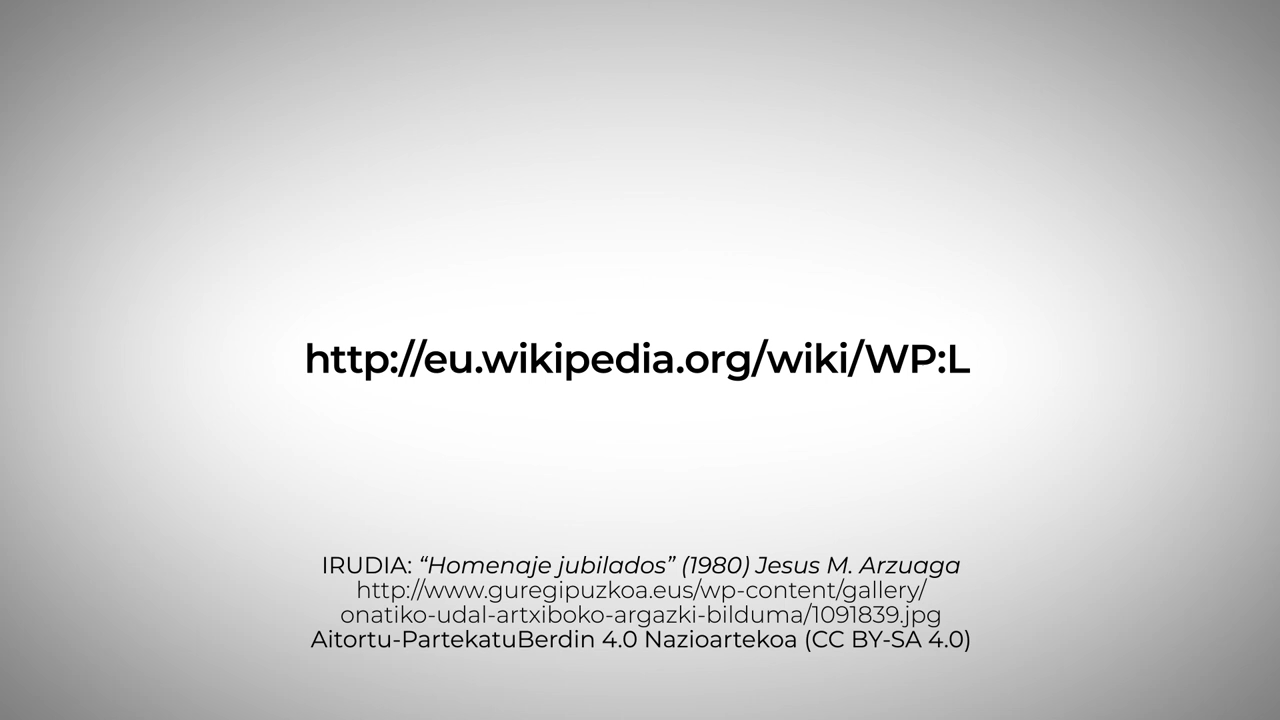 http://eu.wikipedia.org/wiki/WP:L
IRUDIA: “Homenaje jubilados” (1980) Jesus M. Arzuaga
http://www.guregipuzkoa.eus/wp-content/gallery/
onatiko-udal-artxiboko-argazki-bilduma/1091839.jpg
Aitortu-PartekatuBerdin 4.0 Nazioartekoa (CC BY-SA 4.0)